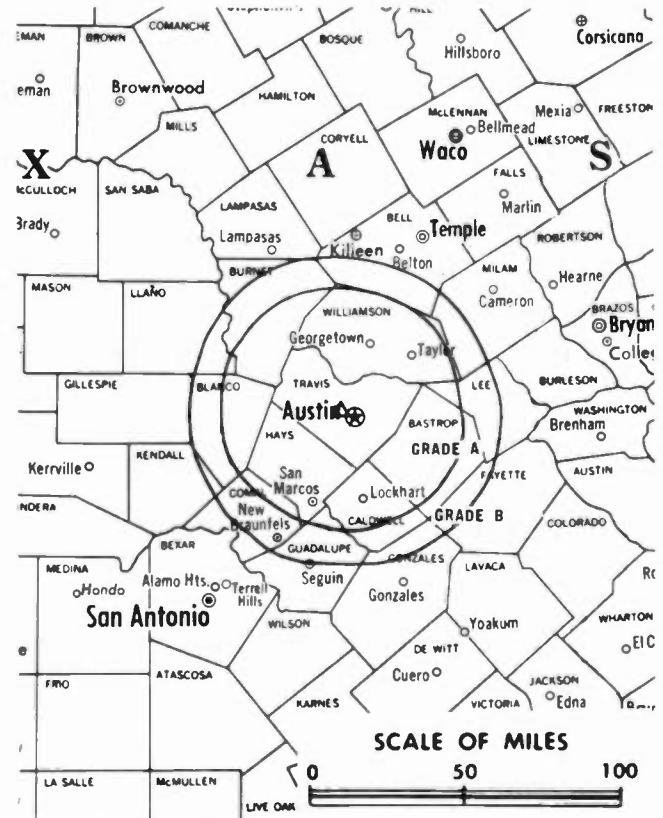 HILL
COMANCHE
EMAN
BROWN
BOSQUE
Hillsboro
Corsicana
eman
Brownwood
HAMILTON
McLENNAN
Mexia
FREESTON
MILLS
CORYELL
Bellmead
Waco
LIMESTONE
X
A
S
McCULLOCH
SAN SABA
FALLS
LAMPASAS
Marlin
Brady
BELL
Temple
Lampasas
Killeen
ROBERTSON
Belton
BURNET
MILAM
Hearne
MASON
LLANO
Cameron
WILLIAMSON
BRAZOS
Georgetown
Bryan
Taylor
Colleg
GILLESPIE
BLANCO
TRAVIS
LEE
BURLESON
Austin
WASHINGTON
BASTROP
Brenham
HAYS
GRADE A
KENDALL
FAYETTE
Kerrville
San
Marcos
AUSTIN
COMAL
Lockhart
NDERA
New
Braunfels
CALDWELL
GRADE B
COLORADO
BEXAR
GUADALUPE
GONZALES
MEDINA
LAVACA
Alamo Hts.
Seguin
Hondo
Terrell
Hills
Gonzales
San Antonio
WHARTON
WILSON
Yoakum
El C
DE WITT
e
FRIO
ATASCOSA
Cuero
JACKSON
KARNES
VICTORIA
Edna
SCALE OF MILES
0 50 100
LA SALLE
McMULLEN
LIVE OAK